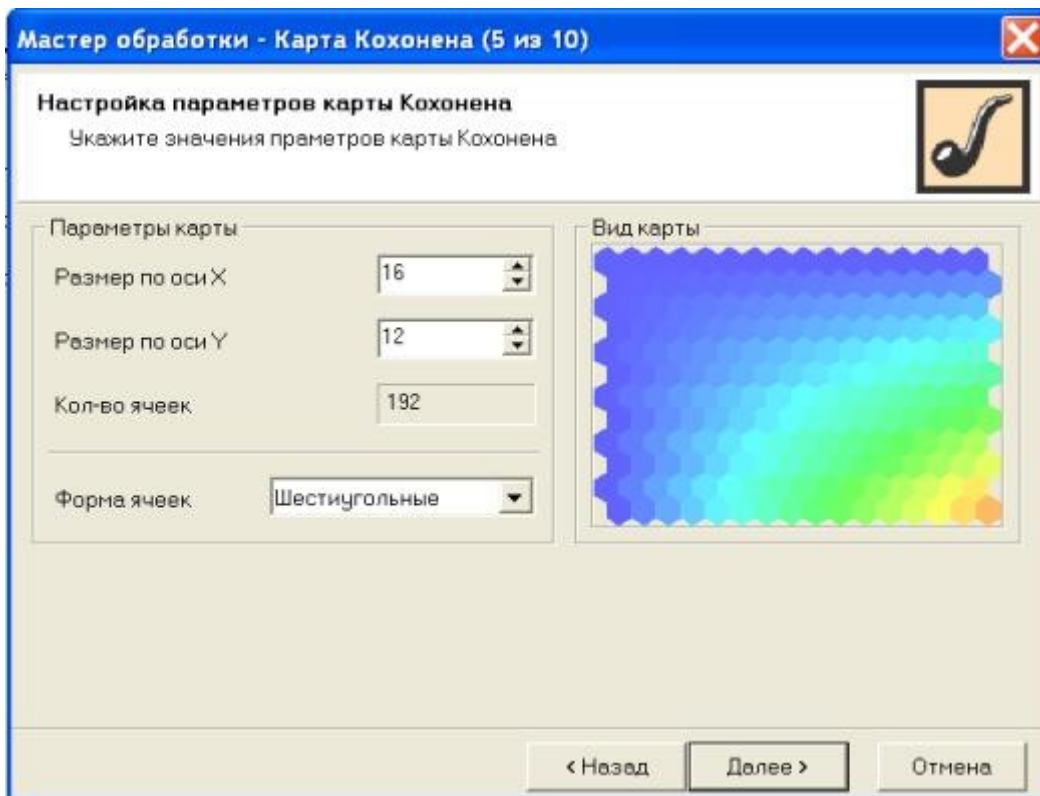 Мастер обработки - Карта Кохонена (5 из 10)
Настройка параметров карты Кохонена
Укажите значения праметров карты Кохонена
Параметры карты
Размер по оси X
16
Размер по оси Y
12
Кол-во ячеек
192
Форма ячеек
Шестиугольные
Вид карты
< Назад
Далее >
Отмена